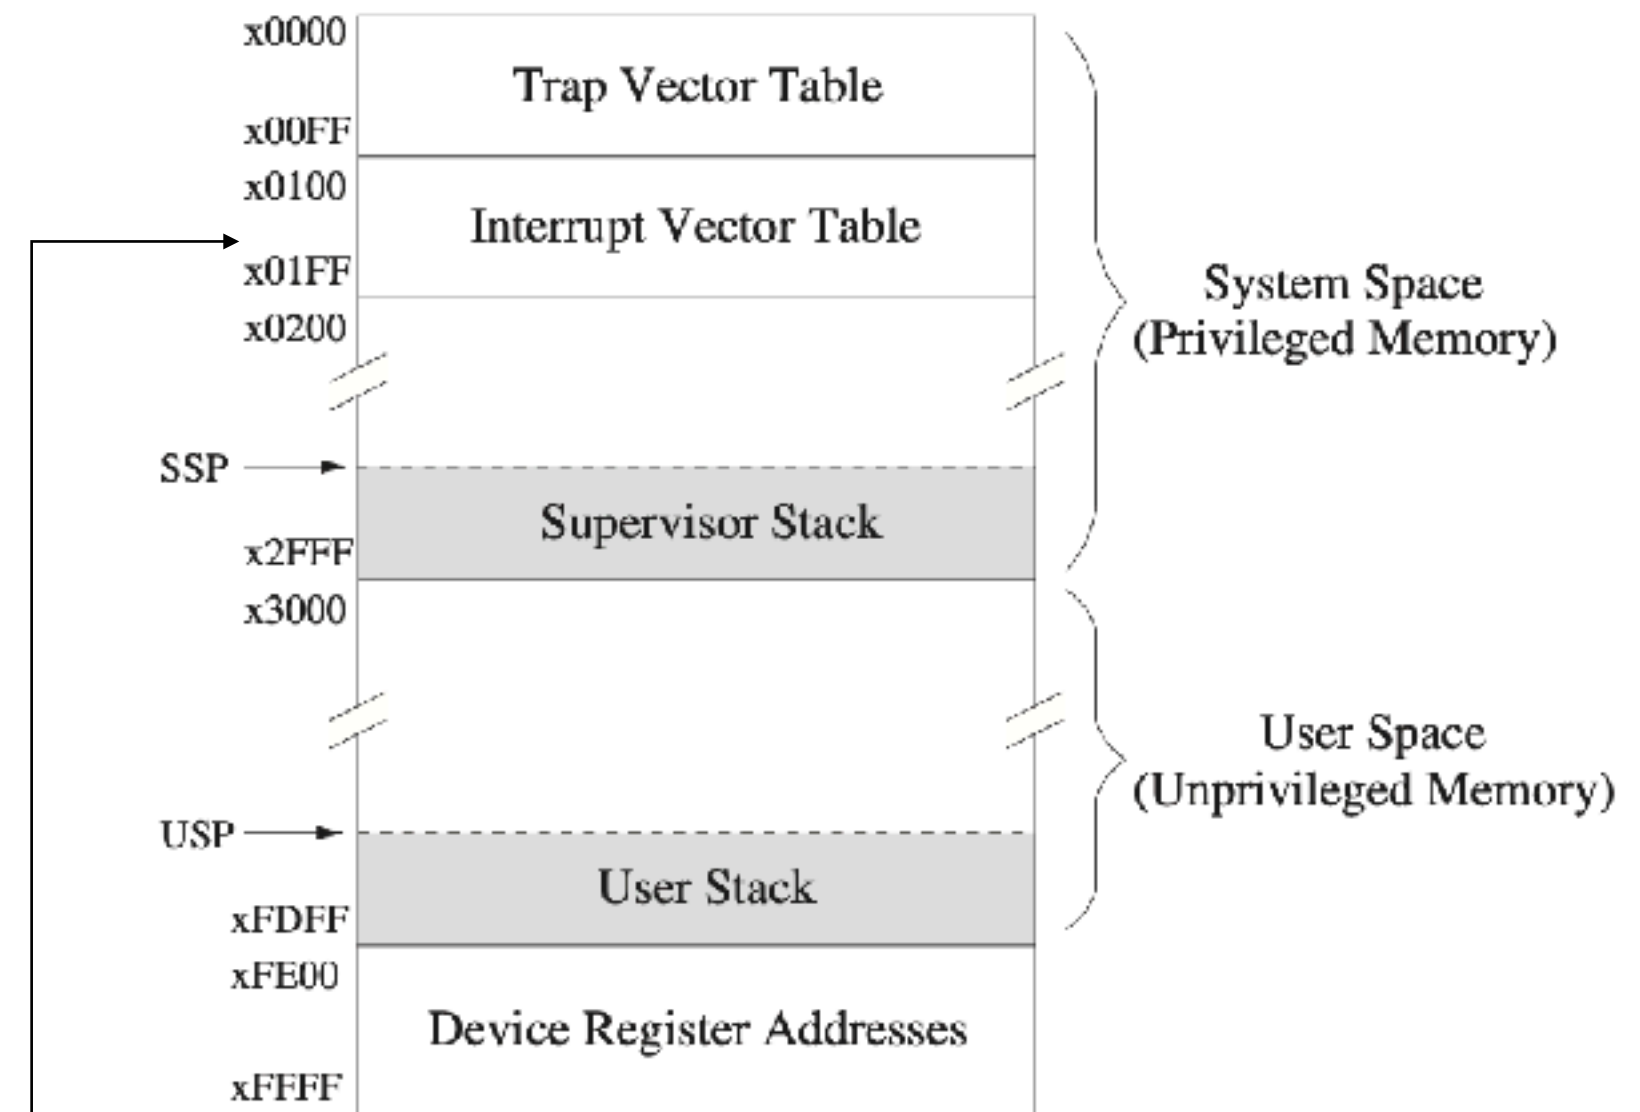 x0000
Trap Vector Table
x00FF
x0100
Interrupt Vector Table
x01FF
x0200
System Space
(Privileged Memory)
SSP
Supervisor Stack
x2FFF
x3000
User Space
(Unprivileged Memory)
USP
User Stack
xFDFF
xFE00
Device Register Addresses
xFFFF